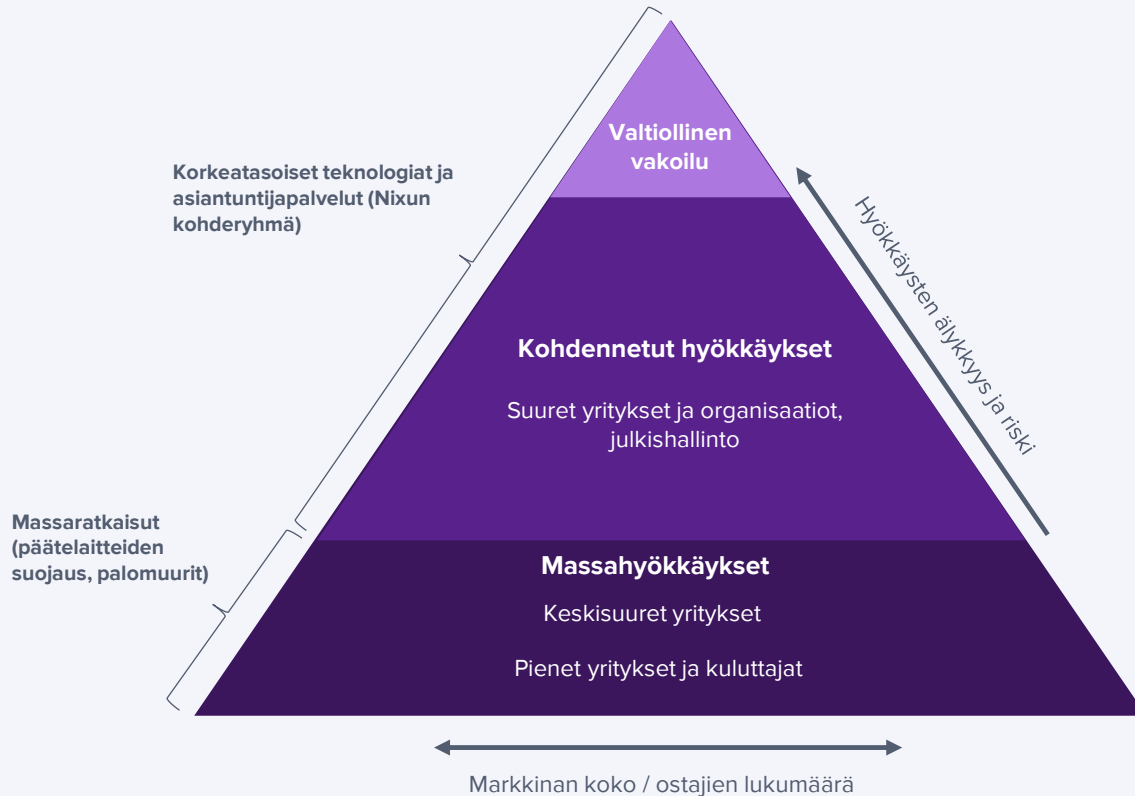 Valtiollinen
vakoilu
Korkeatasoiset teknologiat ja
asiantuntijapalvelut (Nixun
kohderyhmä)
Hyökkäysten älykkyys ja riski
Kohdennetut hyökkäykset
Suuret yritykset ja organisaatiot,
julkishallinto
Massaratkaisut
(päätelaitteiden
suojaus, palomuurit)
Massahyökkäykset
Keskisuuret yritykset
Pienet yritykset ja kuluttajat
Markkinan koko / ostajien lukumäärä